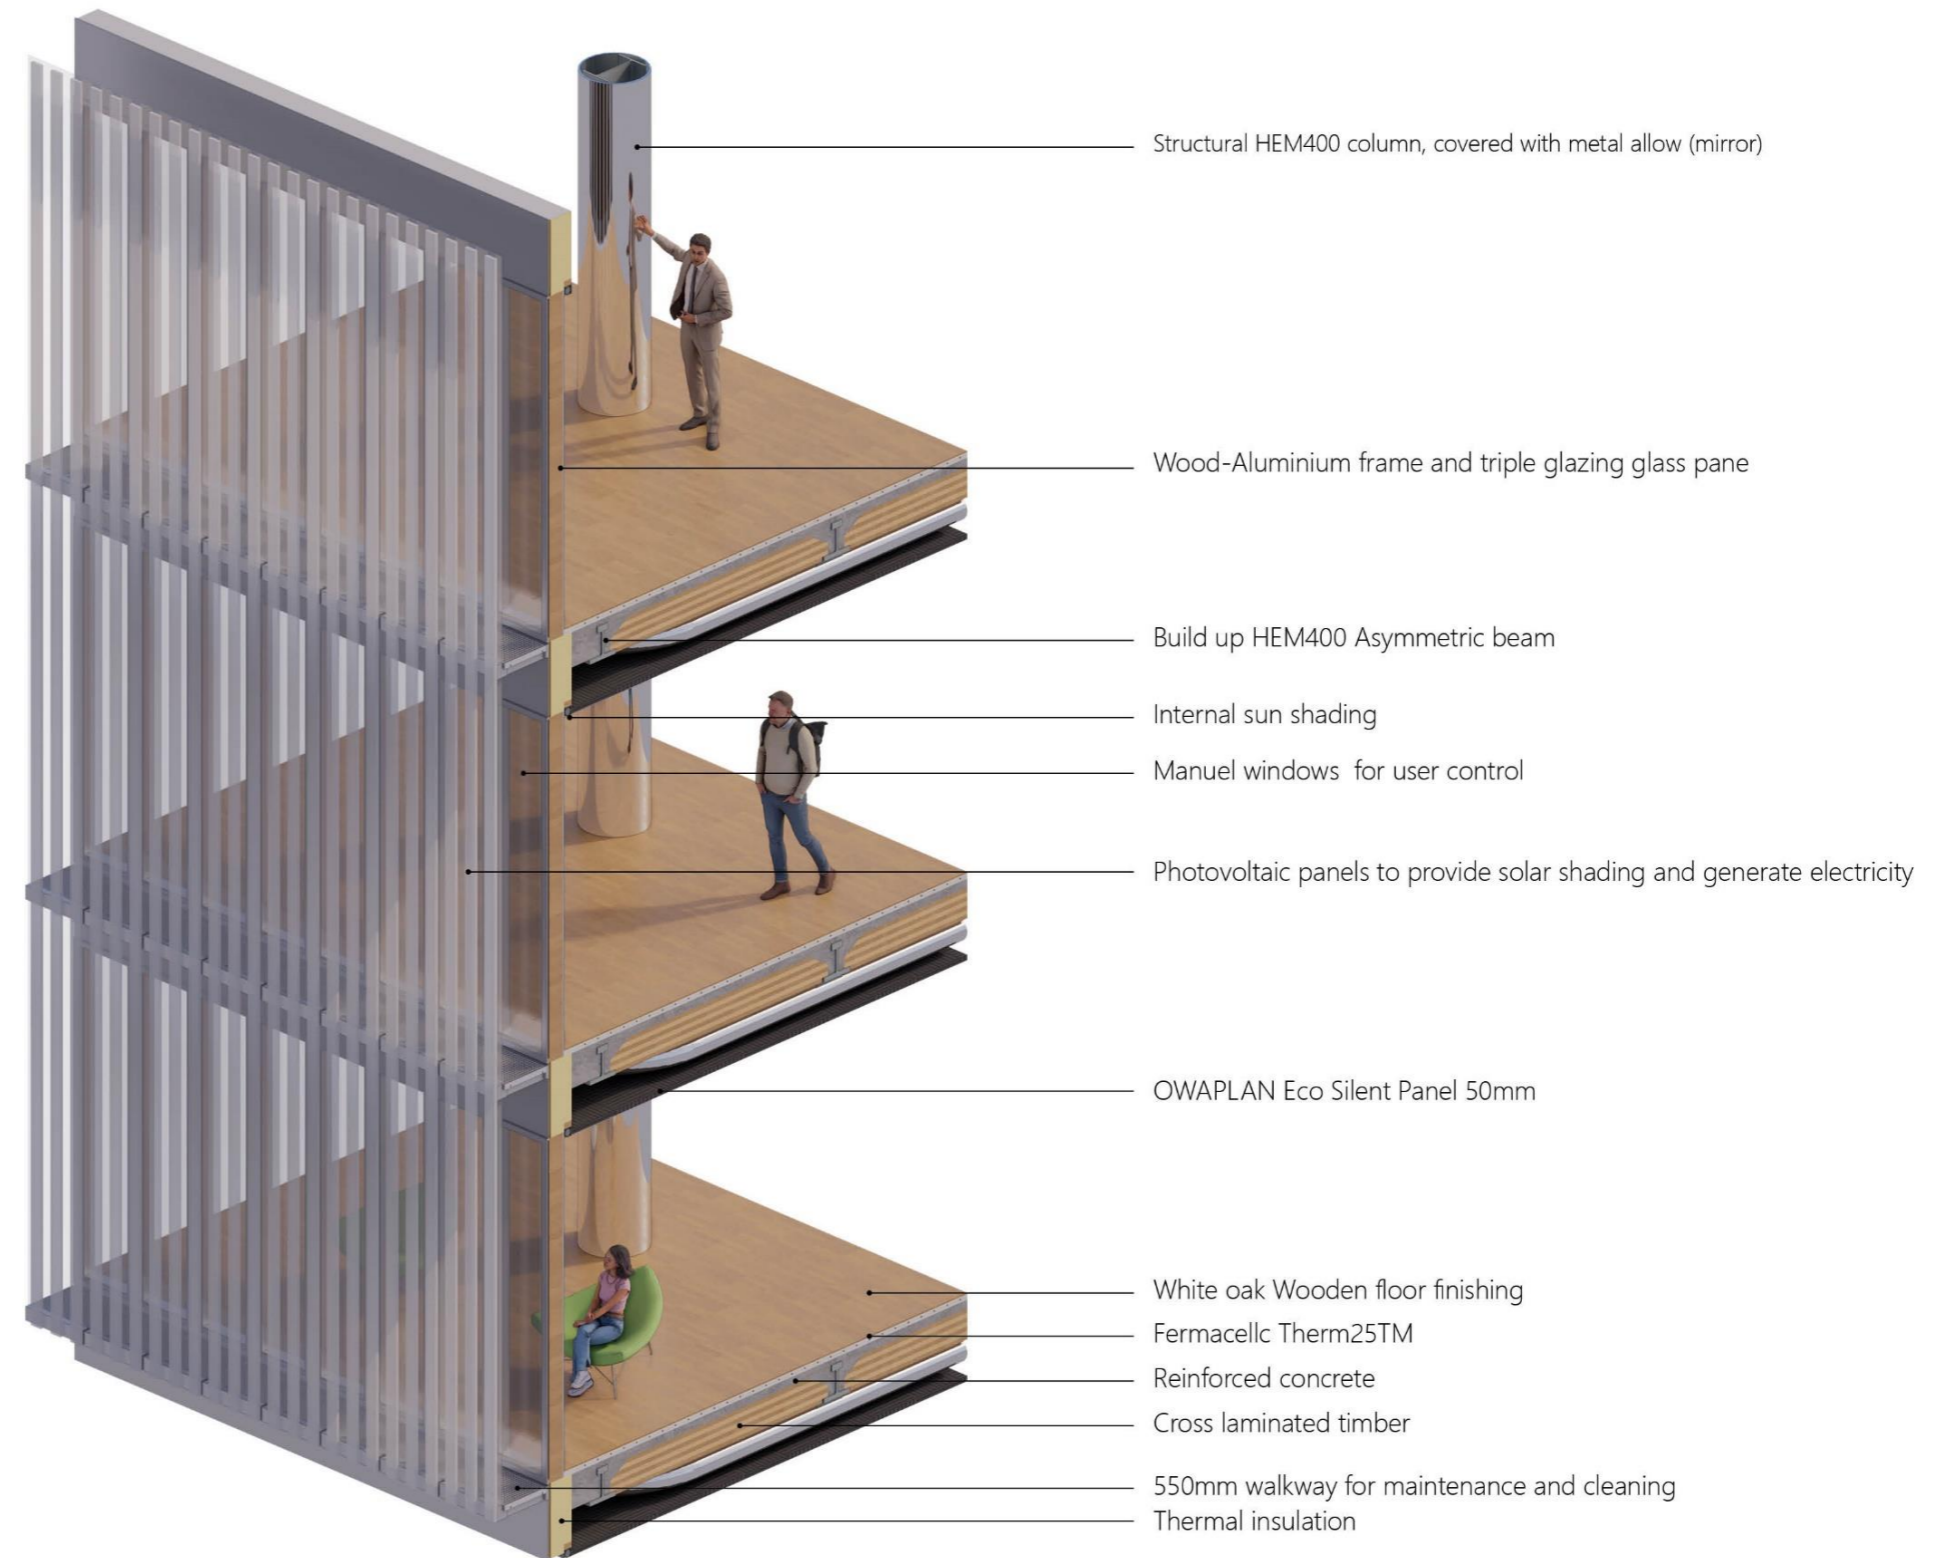 Structural HEM400 column, covered with metal allow (mirror)
Wood-Aluminium frame and triple glazing glass pane
Build up HEM400 Asymmetric beam
Internal sun shading
Manuel windows  for user control
Photovoltaic panels to provide solar shading and generate electricity
OWAPLAN Eco Silent Panel 50mm
White oak Wooden floor finishing
Fermacellc Therm25TM
Reinforced concrete
Cross laminated timber
550mm walkway for maintenance and cleaning
Thermal insulation